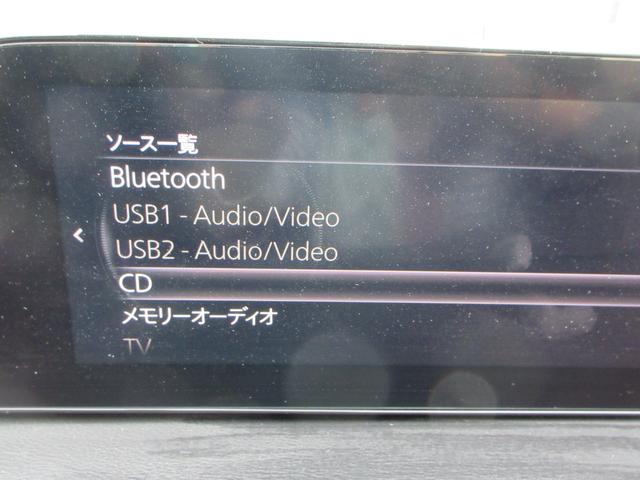 ソース一覧
Bluetooth
USB1 - Audio/Video
USB2 - Audio/Video
CD
メモリーオーディオ
TV